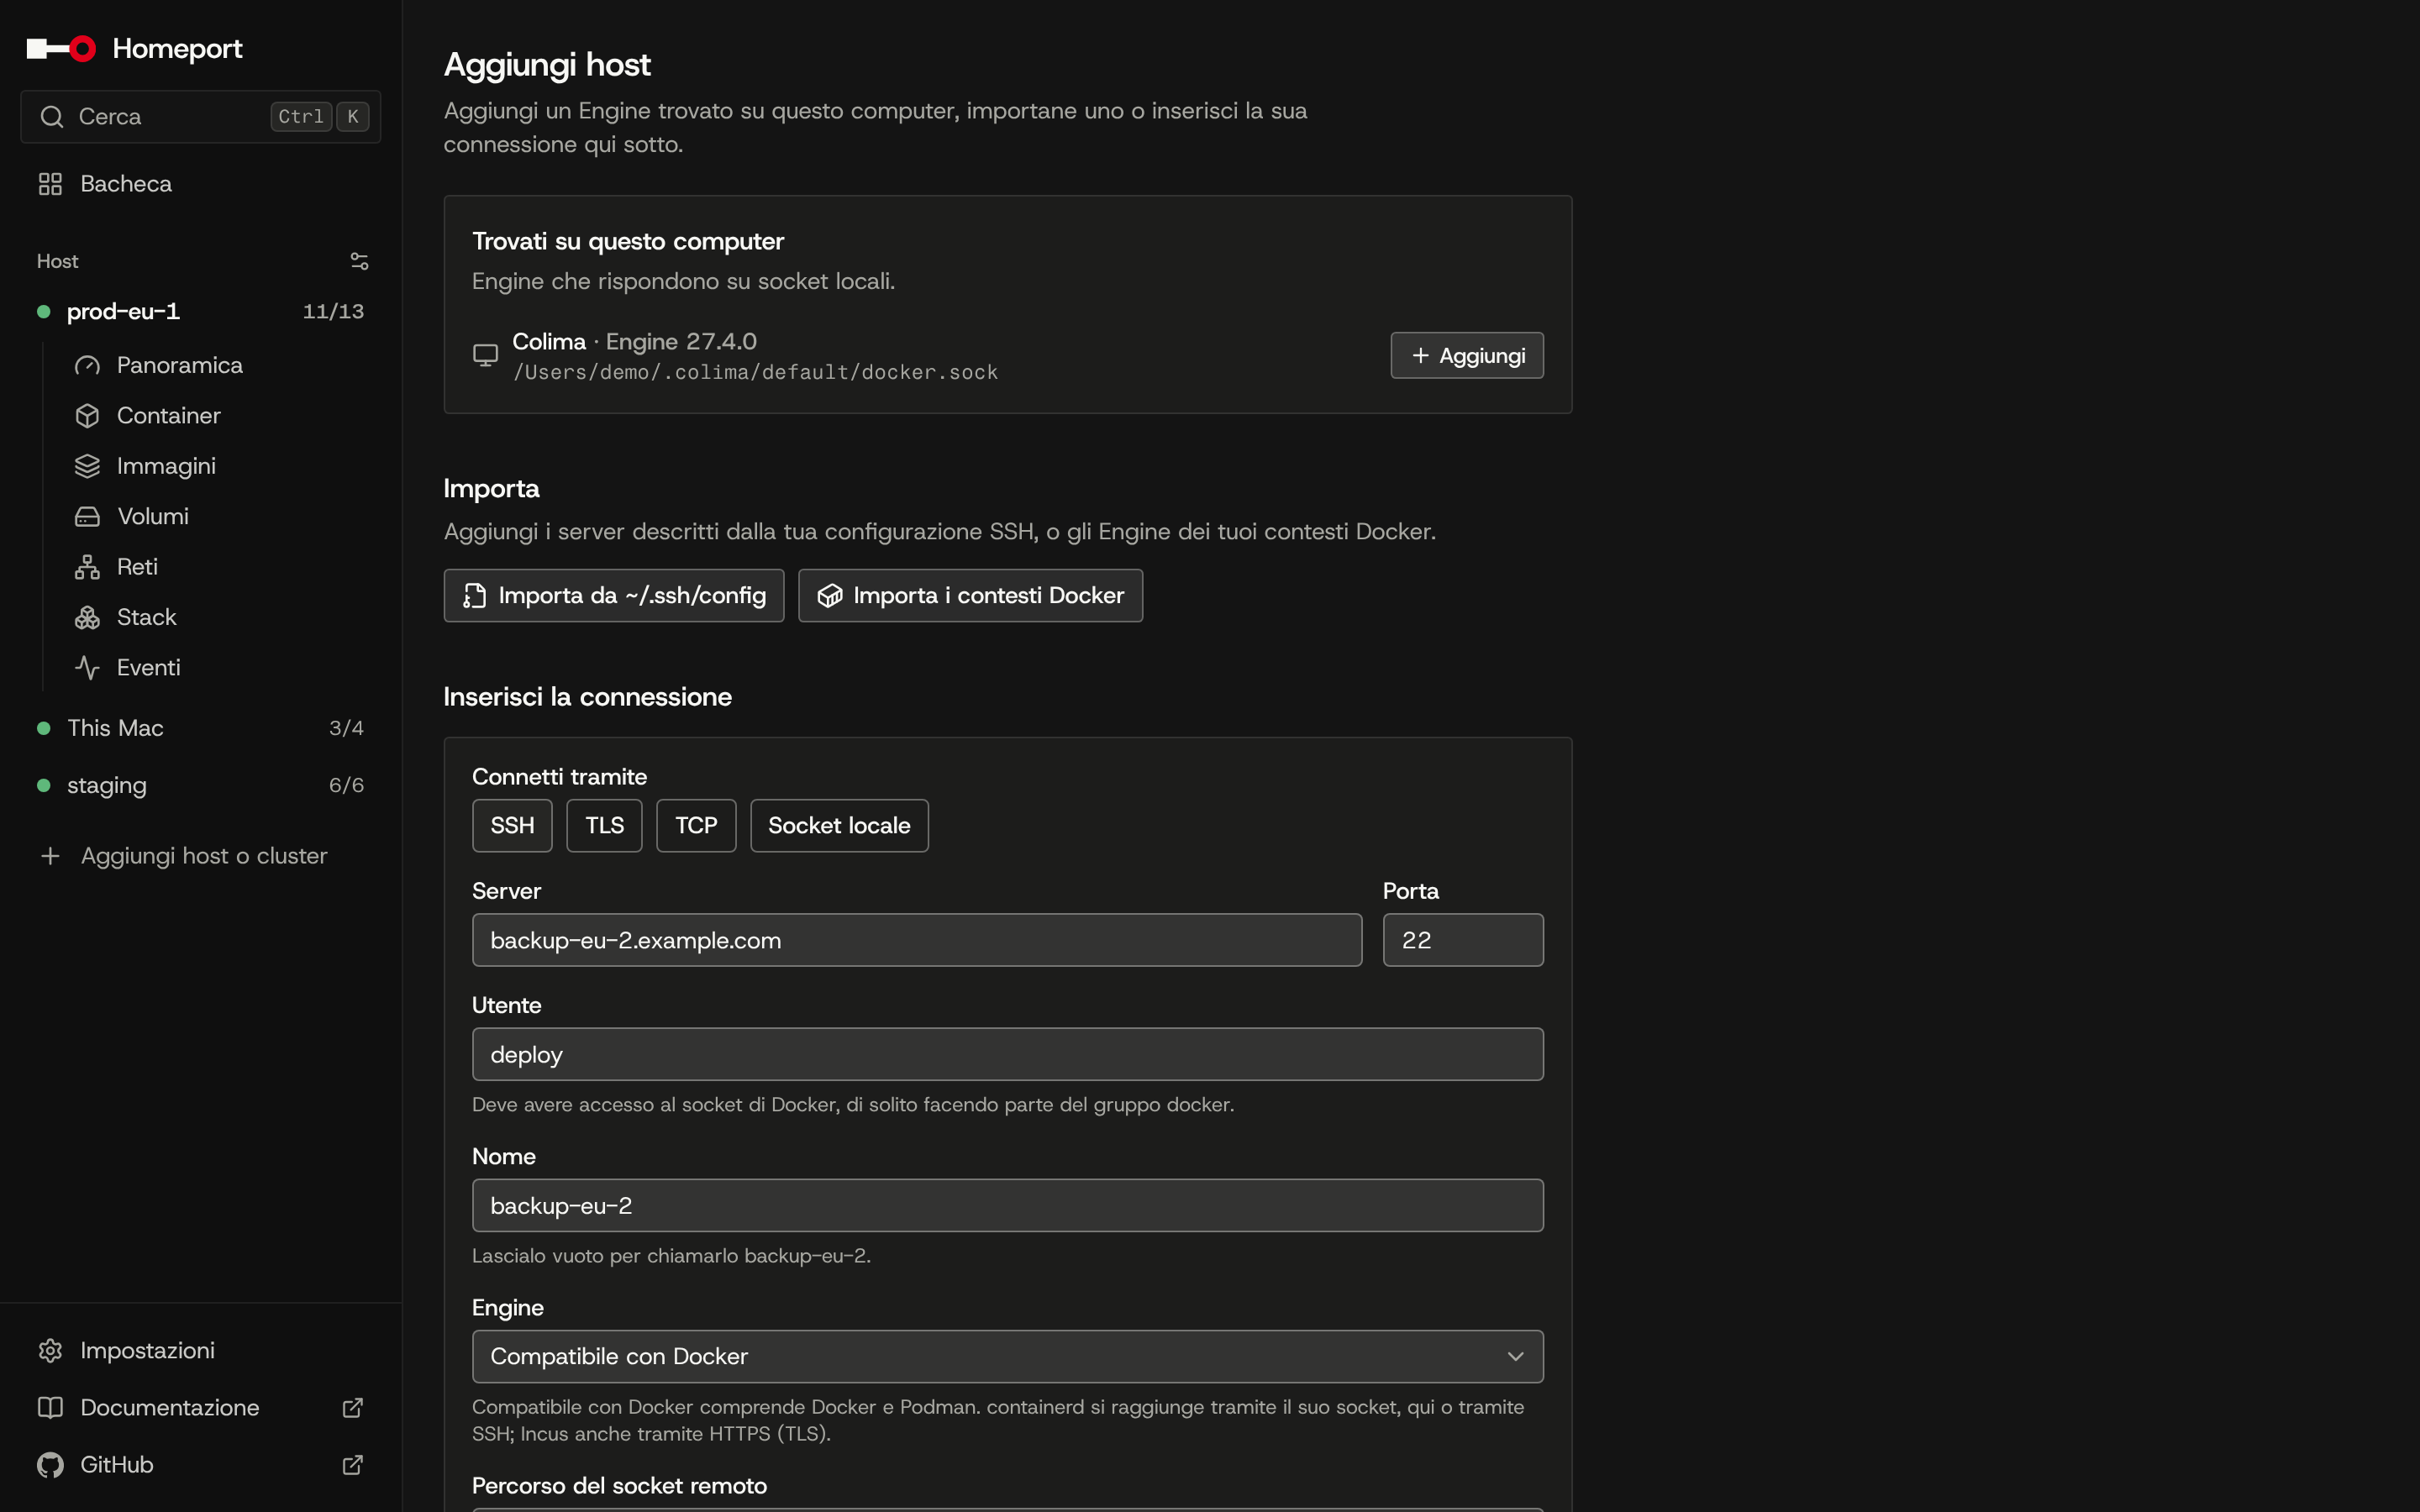 Homeport
Cerca
Ctrl K
Bacheca
Host
prod-eu-1 11/13
Panoramica
Container
Immagini
Volumi
Reti
Stack
Eventi
This Mac 3/4
staging 6/6
Aggiungi host o cluster
Impostazioni
Documentazione
GitHub
Aggiungi host
Aggiungi un Engine trovato su questo computer, importane uno o inserisci la sua
connessione qui sotto.
Trovati su questo computer
Engine che rispondono su socket locali.
Colima · Engine 27.4.0
/Users/demo/.colima/default/docker.sock
Aggiungi
Importa
Aggiungi i server descritti dalla tua configurazione SSH, o gli Engine dei tuoi contesti Docker.
Importa da ~/.ssh/config
Importa i contesti Docker
Inserisci la connessione
Connetti tramite
SSH TLS TCP Socket locale
Server Porta
backup-eu-2.example.com 22
Utente
deploy
Deve avere accesso al socket di Docker, di solito facendo parte del gruppo docker.
Nome
backup-eu-2
Lascialo vuoto per chiamarlo backup-eu-2.
Engine
Compatibile con Docker
Compatibile con Docker comprende Docker e Podman. containerd si raggiunge tramite il suo socket, qui o tramite
SSH; Incus anche tramite HTTPS (TLS).
Percorso del socket remoto